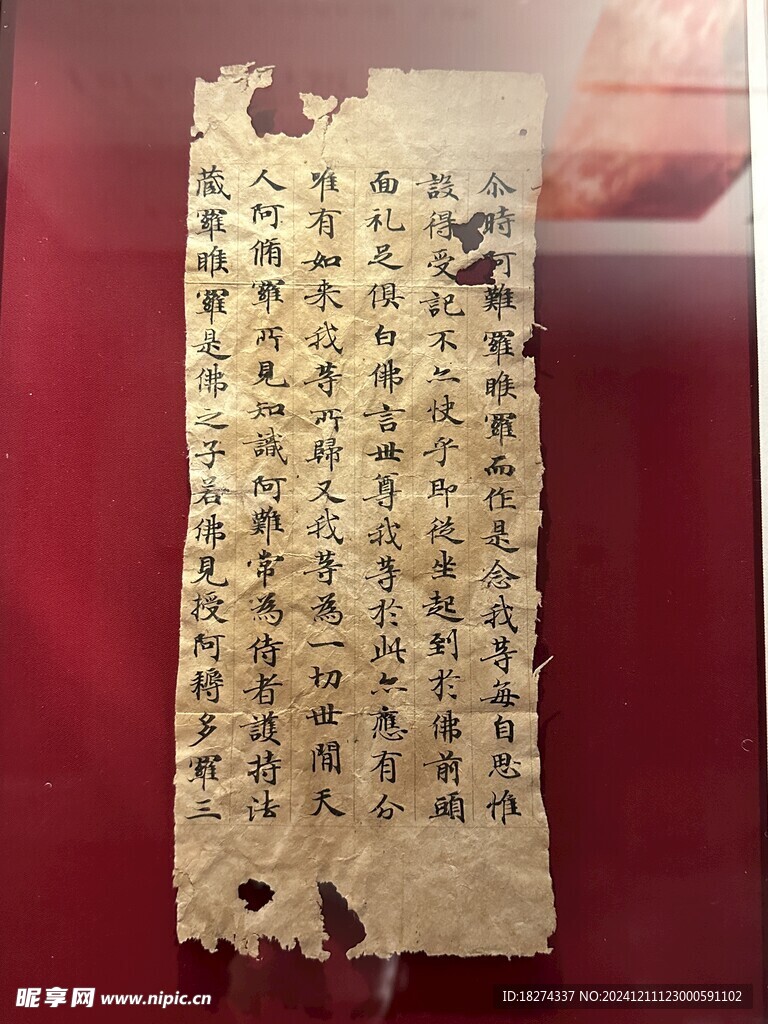 尒時阿難羅睺羅而作是念我等每自思惟
設得受記不亦快乎即從坐起到於佛前頭
面礼足俱白佛言世尊我等於此亦應有分
唯有如来我等所歸又我等為一切世間天
人阿脩羅所見知識阿難常為侍者護持法
藏羅睺羅是佛之子若佛見授阿耨多羅三
昵享网 www.nipic.cn
ID:18274337 NO:20241211123000591102